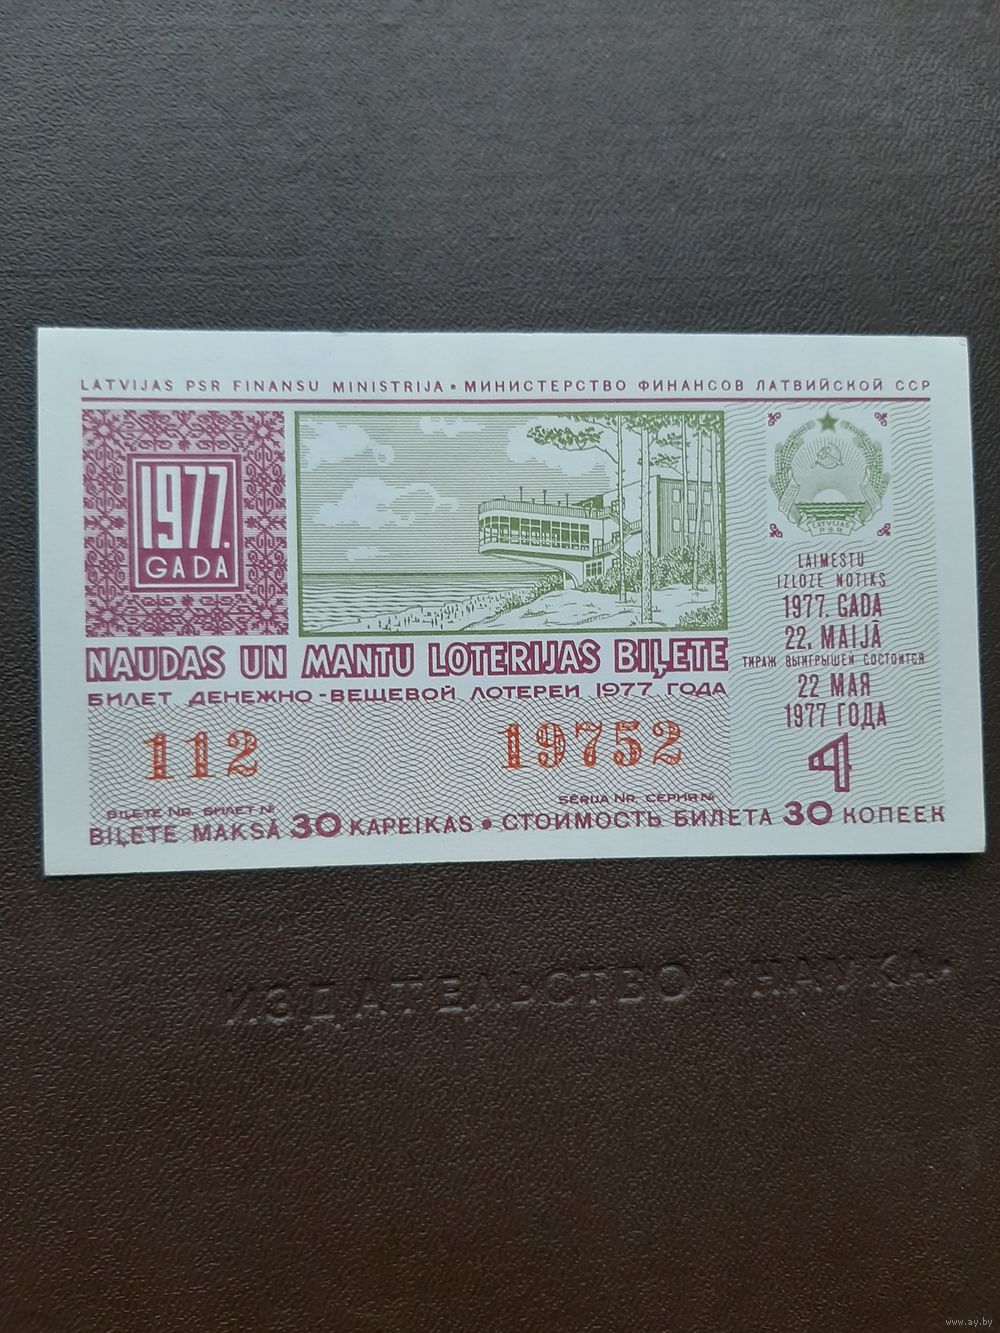 LATVIJAS PSR FINANSU MINISTRIJA • МИНИСТЕРСТВО ФИНАНСОВ ЛАТВИЙСКОЙ ССР
1977.
GADA
LATVIJAS
PSR
LAIMESTU
IZLOZE NOTIKS
1977. GADA
22. MAIJĀ
ТИРАЖ ВЫИГРЫШЕЙ СОСТОИТСЯ
22 МАЯ
1977 ГОДА
4
NAUDAS UN MANTU LOTERIJAS BIĻETE
БИЛЕТ ДЕНЕЖНО-ВЕЩЕВОЙ ЛОТЕРЕИ 1977 ГОДА
112 19752
BIĻETE NR. БИЛЕТ № SĒRIJA NR. СЕРИЯ №
BIĻETE MAKSĀ 30 KAPEIKAS • СТОИМОСТЬ БИЛЕТА 30 КОПЕЕК
ИЗДАТЕЛЬСТВО «НАУКА»
www.ay.by